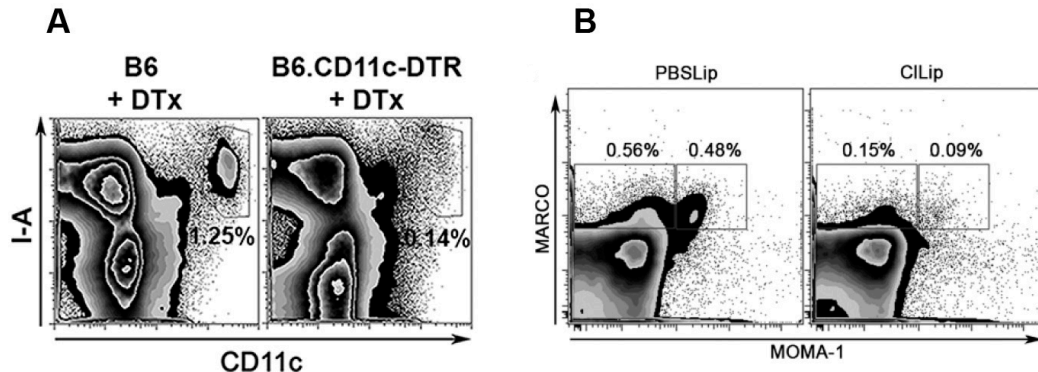 A
B6
+ DTx
B6.CD11c-DTR
+ DTx
I-A
1.25%
0.14%
CD11c
B
PBSLip
ClLip
MARCO
0.56%
0.48%
0.15%
0.09%
MOMA-1